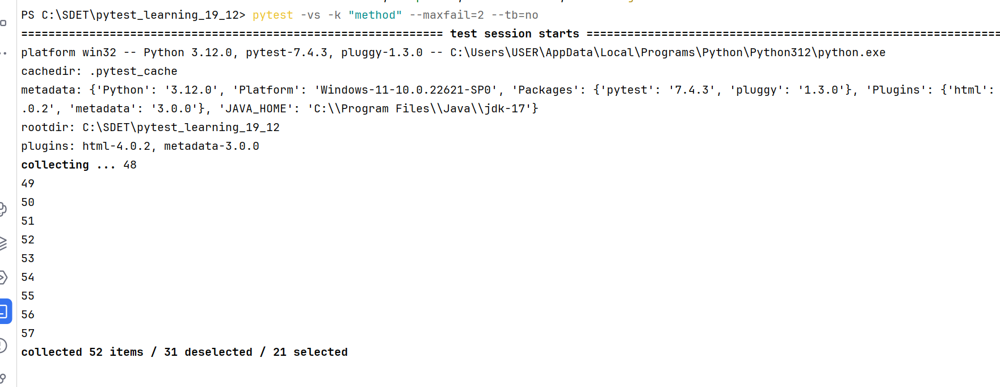 PS C:\SDET\pytest_learning_19_12> pytest -vs -k "method" --maxfail=2 --tb=no
============================================================== test session starts =============================================================
platform win32 -- Python 3.12.0, pytest-7.4.3, pluggy-1.3.0 -- C:\Users\USER\AppData\Local\Programs\Python\Python312\python.exe
cachedir: .pytest_cache
metadata: {'Python': '3.12.0', 'Platform': 'Windows-11-10.0.22621-SP0', 'Packages': {'pytest': '7.4.3', 'pluggy': '1.3.0'}, 'Plugins': {'html':
.0.2', 'metadata': '3.0.0'}, 'JAVA_HOME': 'C:\\Program Files\\Java\\jdk-17'}
rootdir: C:\SDET\pytest_learning_19_12
plugins: html-4.0.2, metadata-3.0.0
collecting ... 48
49
50
51
52
53
54
55
56
57
collected 52 items / 31 deselected / 21 selected